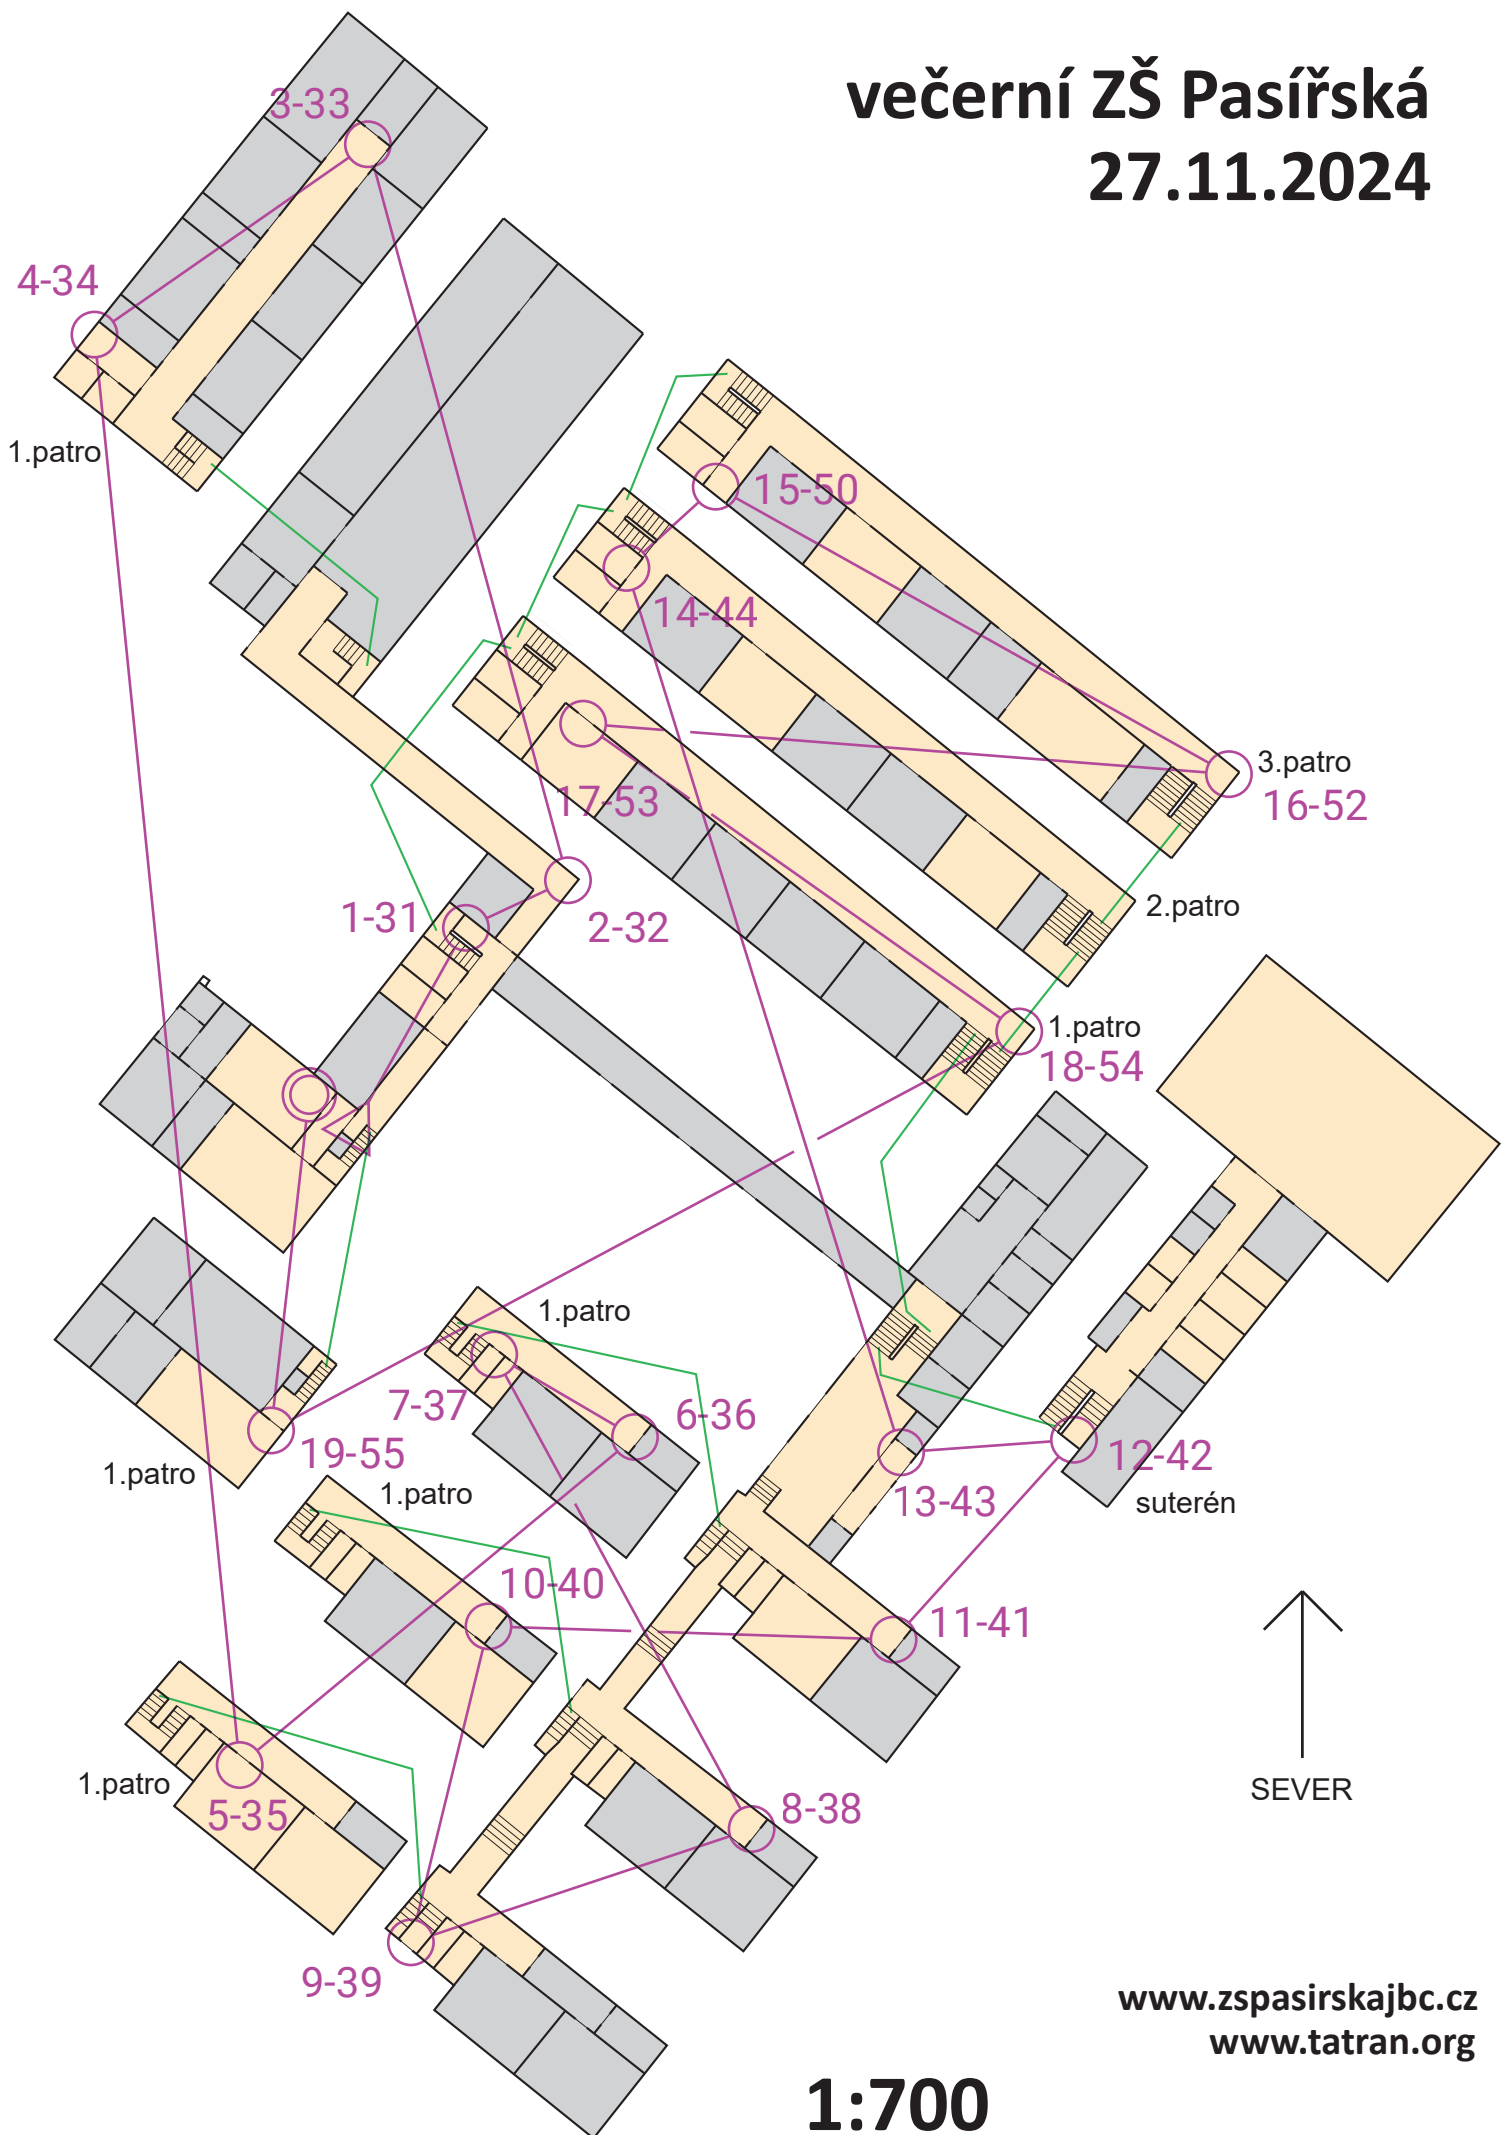 večerní ZŠ Pasířská
27.11.2024
3-33
4-34
1.patro
15-50
14-44
3.patro
16-52
17-53
2.patro
1-31
2-32
1.patro
18-54
1.patro
7-37
6-36
19-55
1.patro
1.patro
12-42
13-43
suterén
10-40
11-41
SEVER
1.patro
5-35
8-38
9-39
www.zspasirskajbc.cz
www.tatran.org
1:700